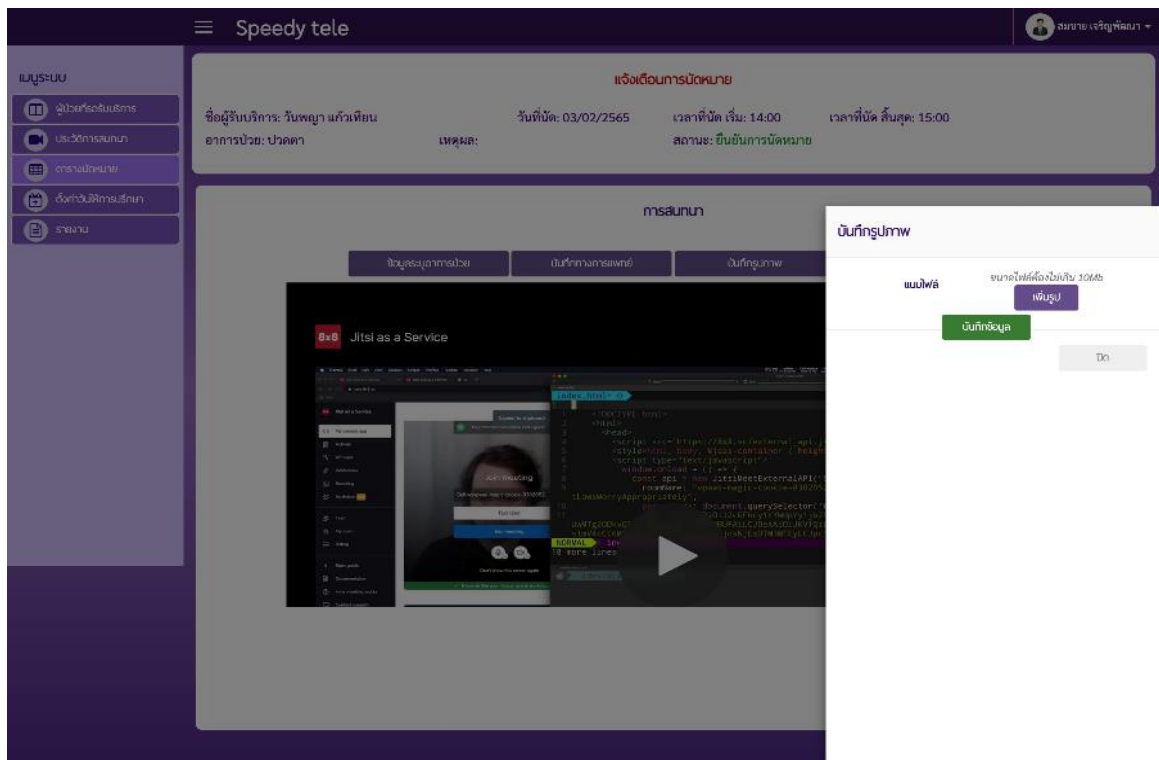 Speedy tele
สมชาย เจริญพัฒนา
เมนูระบบ
ผู้ป่วยที่รอรับบริการ
ประวัติการสนทนา
ตารางนัดหมาย
ตั้งค่าวันให้การปรึกษา
รายงาน
แจ้งเตือนการนัดหมาย
ชื่อผู้รับบริการ: วันพญา แก้วเทียน วันที่นัด: 03/02/2565 เวลาที่นัด เริ่ม: 14:00 เวลาที่นัด สิ้นสุด: 15:00
อาการป่วย: ปวดตา เหตุผล: สถานะ: ยืนยันการนัดหมาย
การสนทนา
ข้อมูลระบุอาการป่วย บันทึกทางการแพทย์ บันทึกรูปภาพ
8x8 Jitsi as a Service
Join meeting
index.html
<!DOCTYPE html>
<html>
<head>
NORMAL
10 more lines
บันทึกรูปภาพ
แนบไฟล์
ขนาดไฟล์ต้องไม่เกิน 10Mb
เพิ่มรูป
บันทึกข้อมูล
ปิด